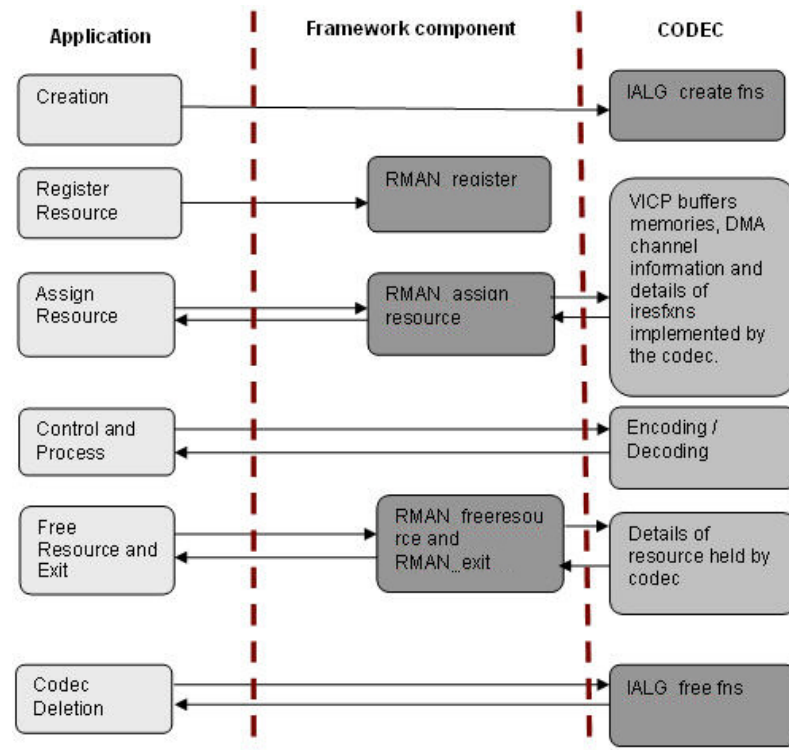 Application Framework component CODEC
Creation
IALG create fns
Register
Resource
RMAN register
VICP buffers
memories, DMA
channel
information and
details of
iresfxns
implemented by
the codec.
Assign
Resource
RMAN assign
resource
Control and
Process
Encoding /
Decoding
Free
Resource and
Exit
RMAN freeresou
rce and
RMAN_exit
Details of
resource held by
codec
Codec
Deletion
IALG free fns